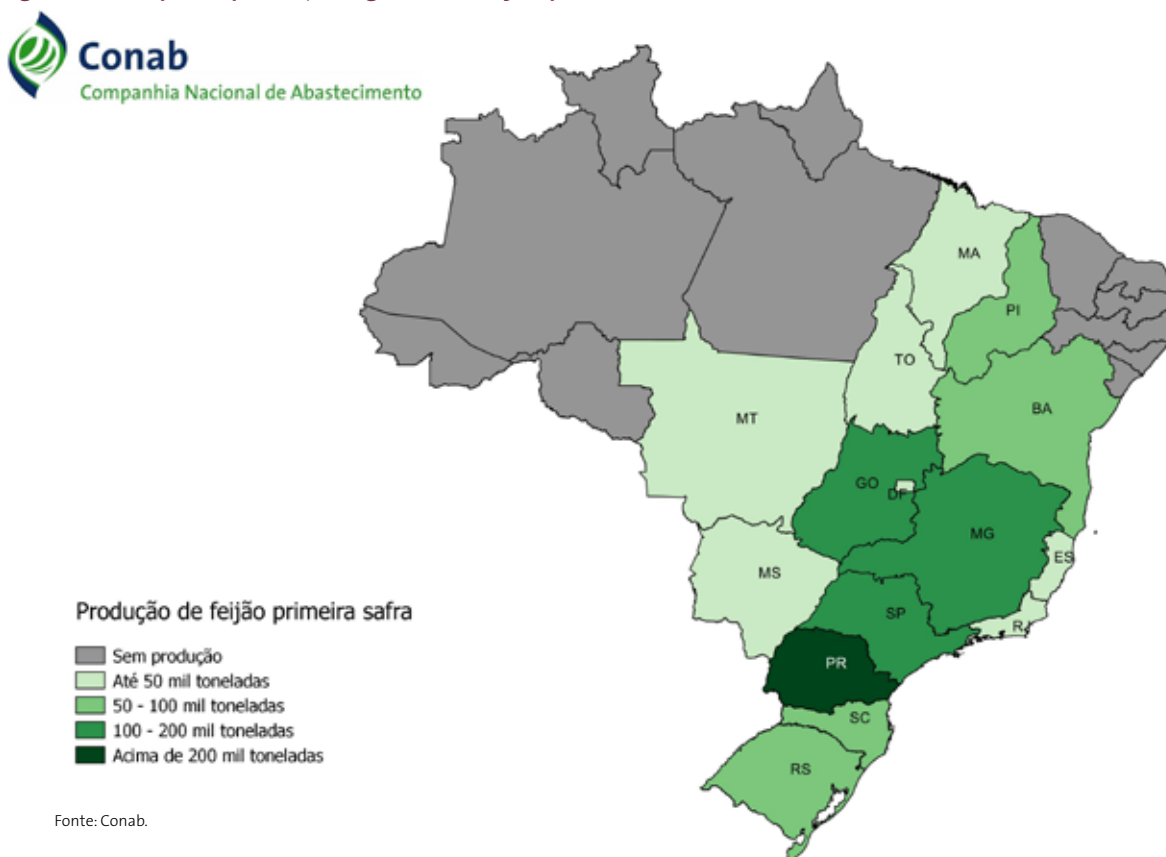 Conab
Companhia Nacional de Abastecimento
MA
PI
TO
BA
MT
GO
DF
MG
ES
MS
SP
RJ
PR
SC
RS
Produção de feijão primeira safra
Sem produção
Até 50 mil toneladas
50 - 100 mil toneladas
100 - 200 mil toneladas
Acima de 200 mil toneladas
Fonte: Conab.